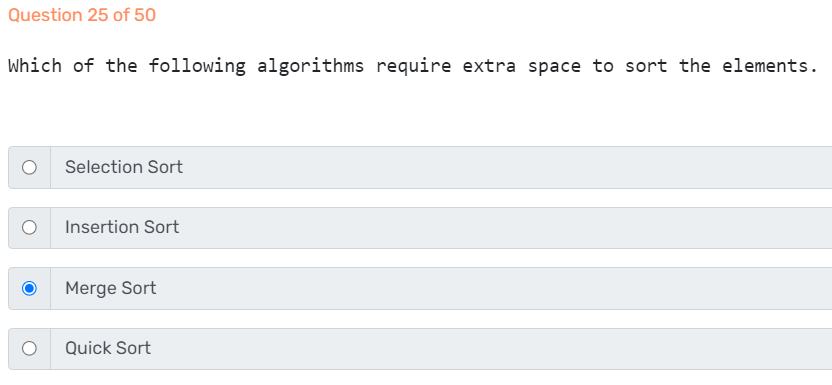 Question 25 of 50
Which of the following algorithms require extra space to sort the elements.
Selection Sort
Insertion Sort
Merge Sort
Quick Sort